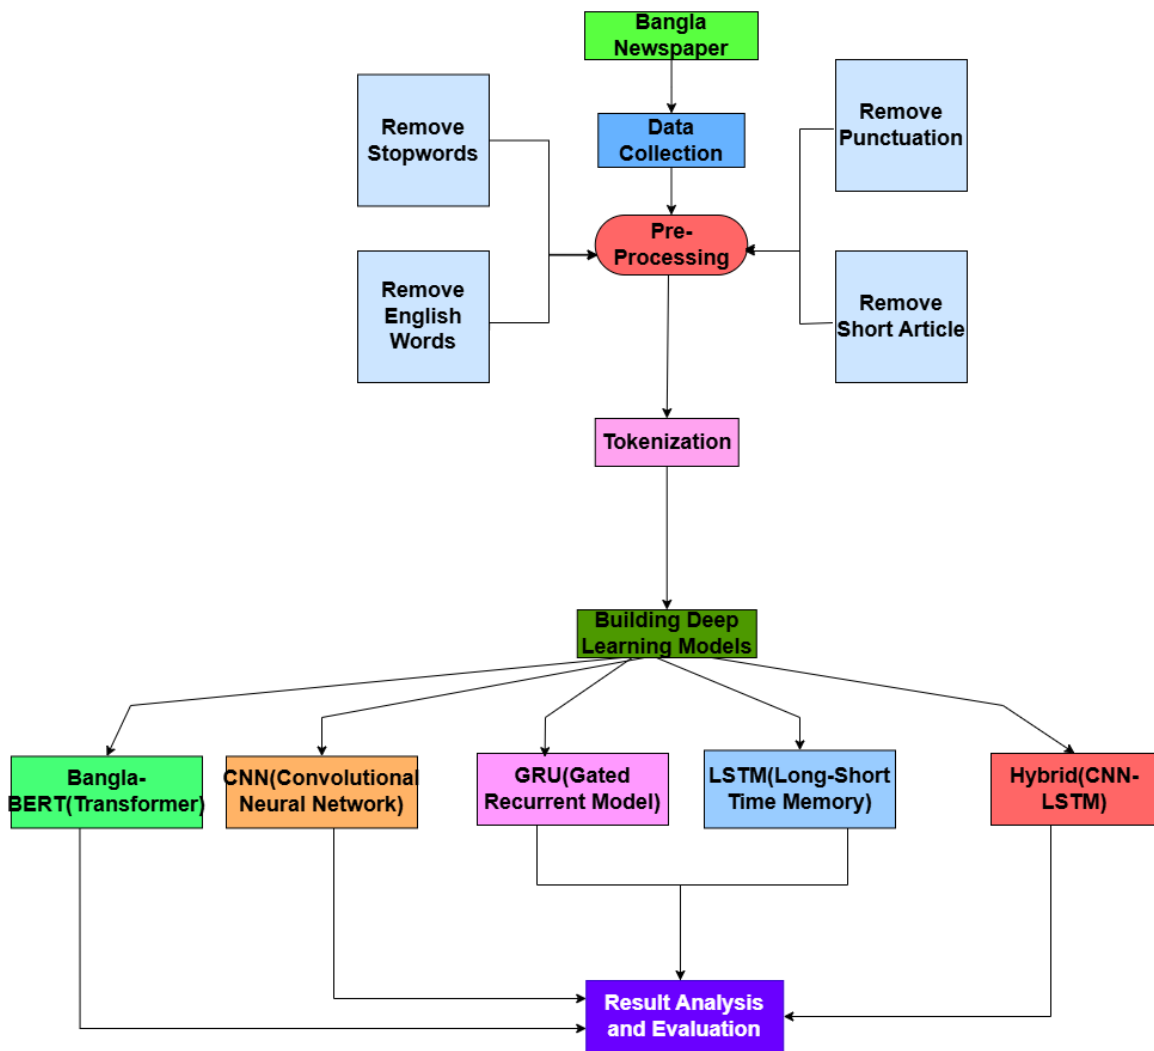 Bangla
Newspaper
Remove
Stopwords
Data
Collection
Remove
Punctuation
Pre-
Processing
Remove
English
Words
Remove
Short Article
Tokenization
Building Deep
Learning Models
Bangla-
BERT(Transformer)
CNN(Convolutional
Neural Network)
GRU(Gated
Recurrent Model)
LSTM(Long-Short
Time Memory)
Hybrid(CNN-
LSTM)
Result Analysis
and Evaluation